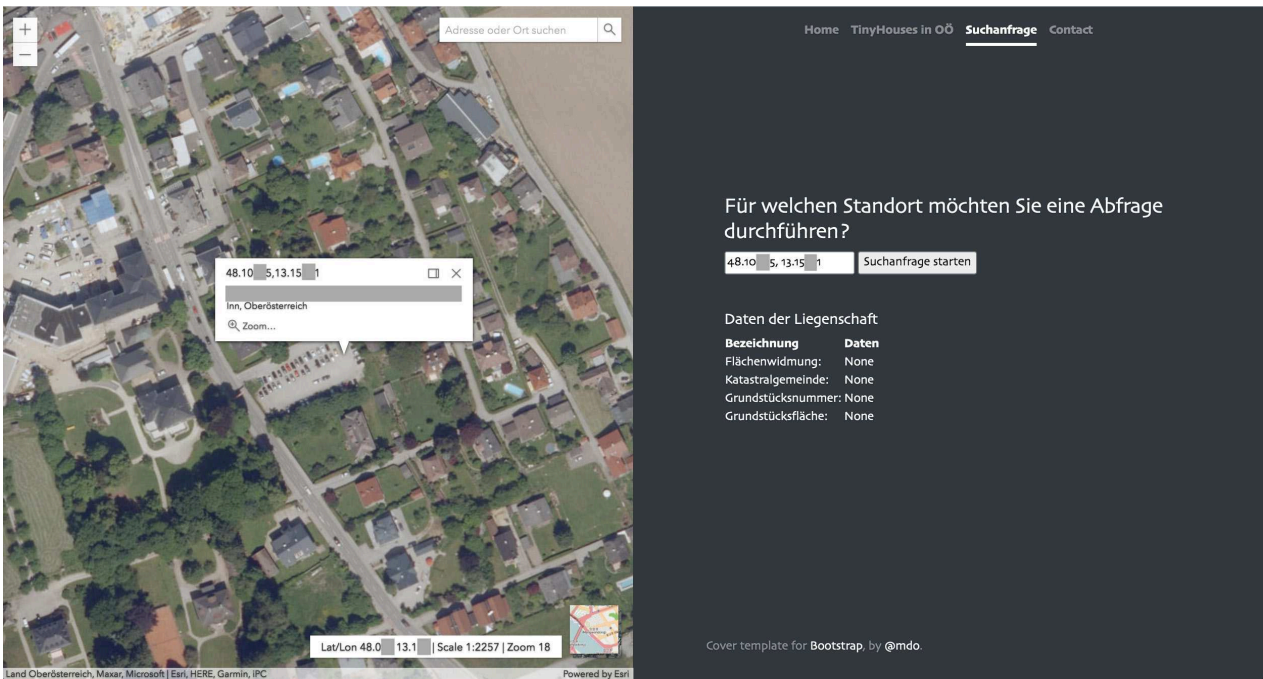 +
−
Adresse oder Ort suchen
48.10 5,13.15 1
Inn, Oberösterreich
Zoom...
Lat/Lon 48.0 13.1 | Scale 1:2257 | Zoom 18
Land Oberösterreich, Maxar, Microsoft | Esri, HERE, Garmin, iPC
Powered by Esri
Home TinyHouses in OÖ Suchanfrage Contact
Für welchen Standort möchten Sie eine Abfrage
durchführen?
48.10 5, 13.15 1 Suchanfrage starten
Daten der Liegenschaft
Bezeichnung Daten
Flächenwidmung: None
Katastralgemeinde: None
Grundstücksnummer: None
Grundstücksfläche: None
Cover template for Bootstrap, by @mdo.